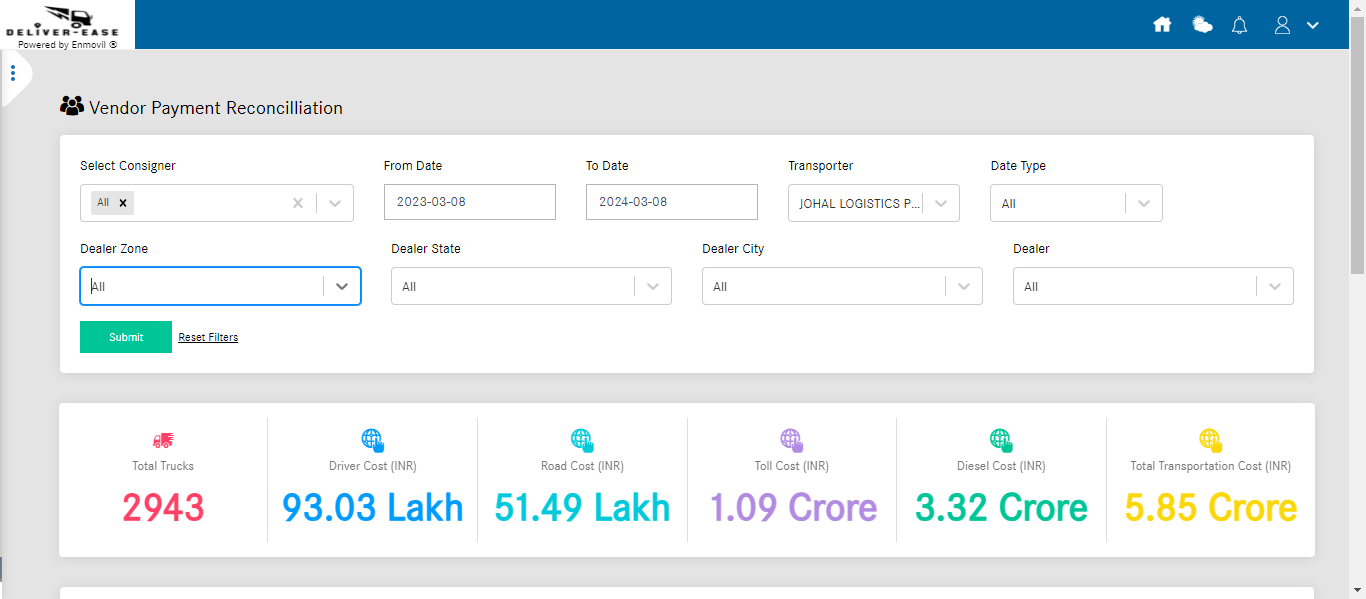 DELIVER-EASE
Powered by Enmovil ®
Vendor Payment Reconcilliation
Select Consigner
From Date
To Date
Transporter
Date Type
All
2023-03-08
2024-03-08
JOHAL LOGISTICS P...
All
Dealer Zone
Dealer State
Dealer City
Dealer
All
All
All
All
Submit
Reset Filters
Total Trucks
2943
Driver Cost (INR)
93.03 Lakh
Road Cost (INR)
51.49 Lakh
Toll Cost (INR)
1.09 Crore
Diesel Cost (INR)
3.32 Crore
Total Transportation Cost (INR)
5.85 Crore